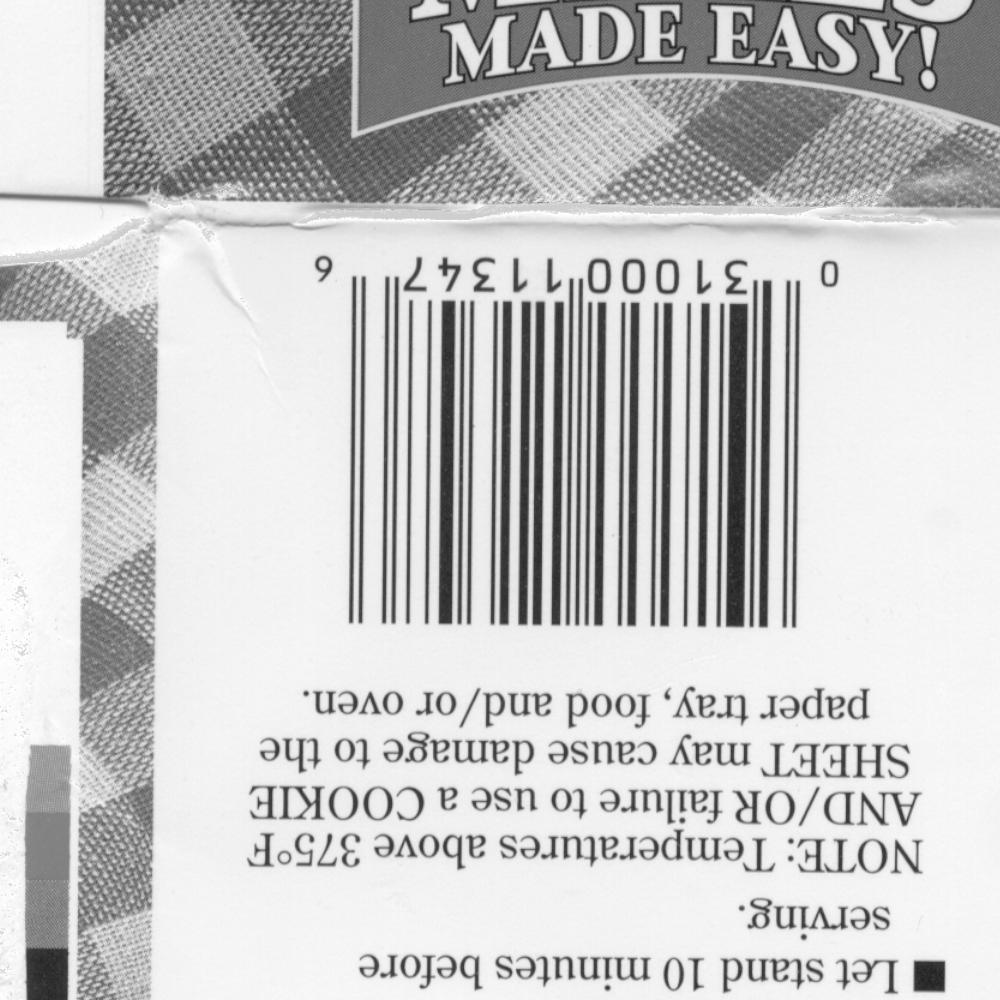 MADE EASY!
■ Let stand 10 minutes before
serving.
NOTE: Temperatures above 375°F
AND/OR failure to use a COOKIE
SHEET may cause damage to the
paper tray, food and/or oven.
0 31000 11347 6